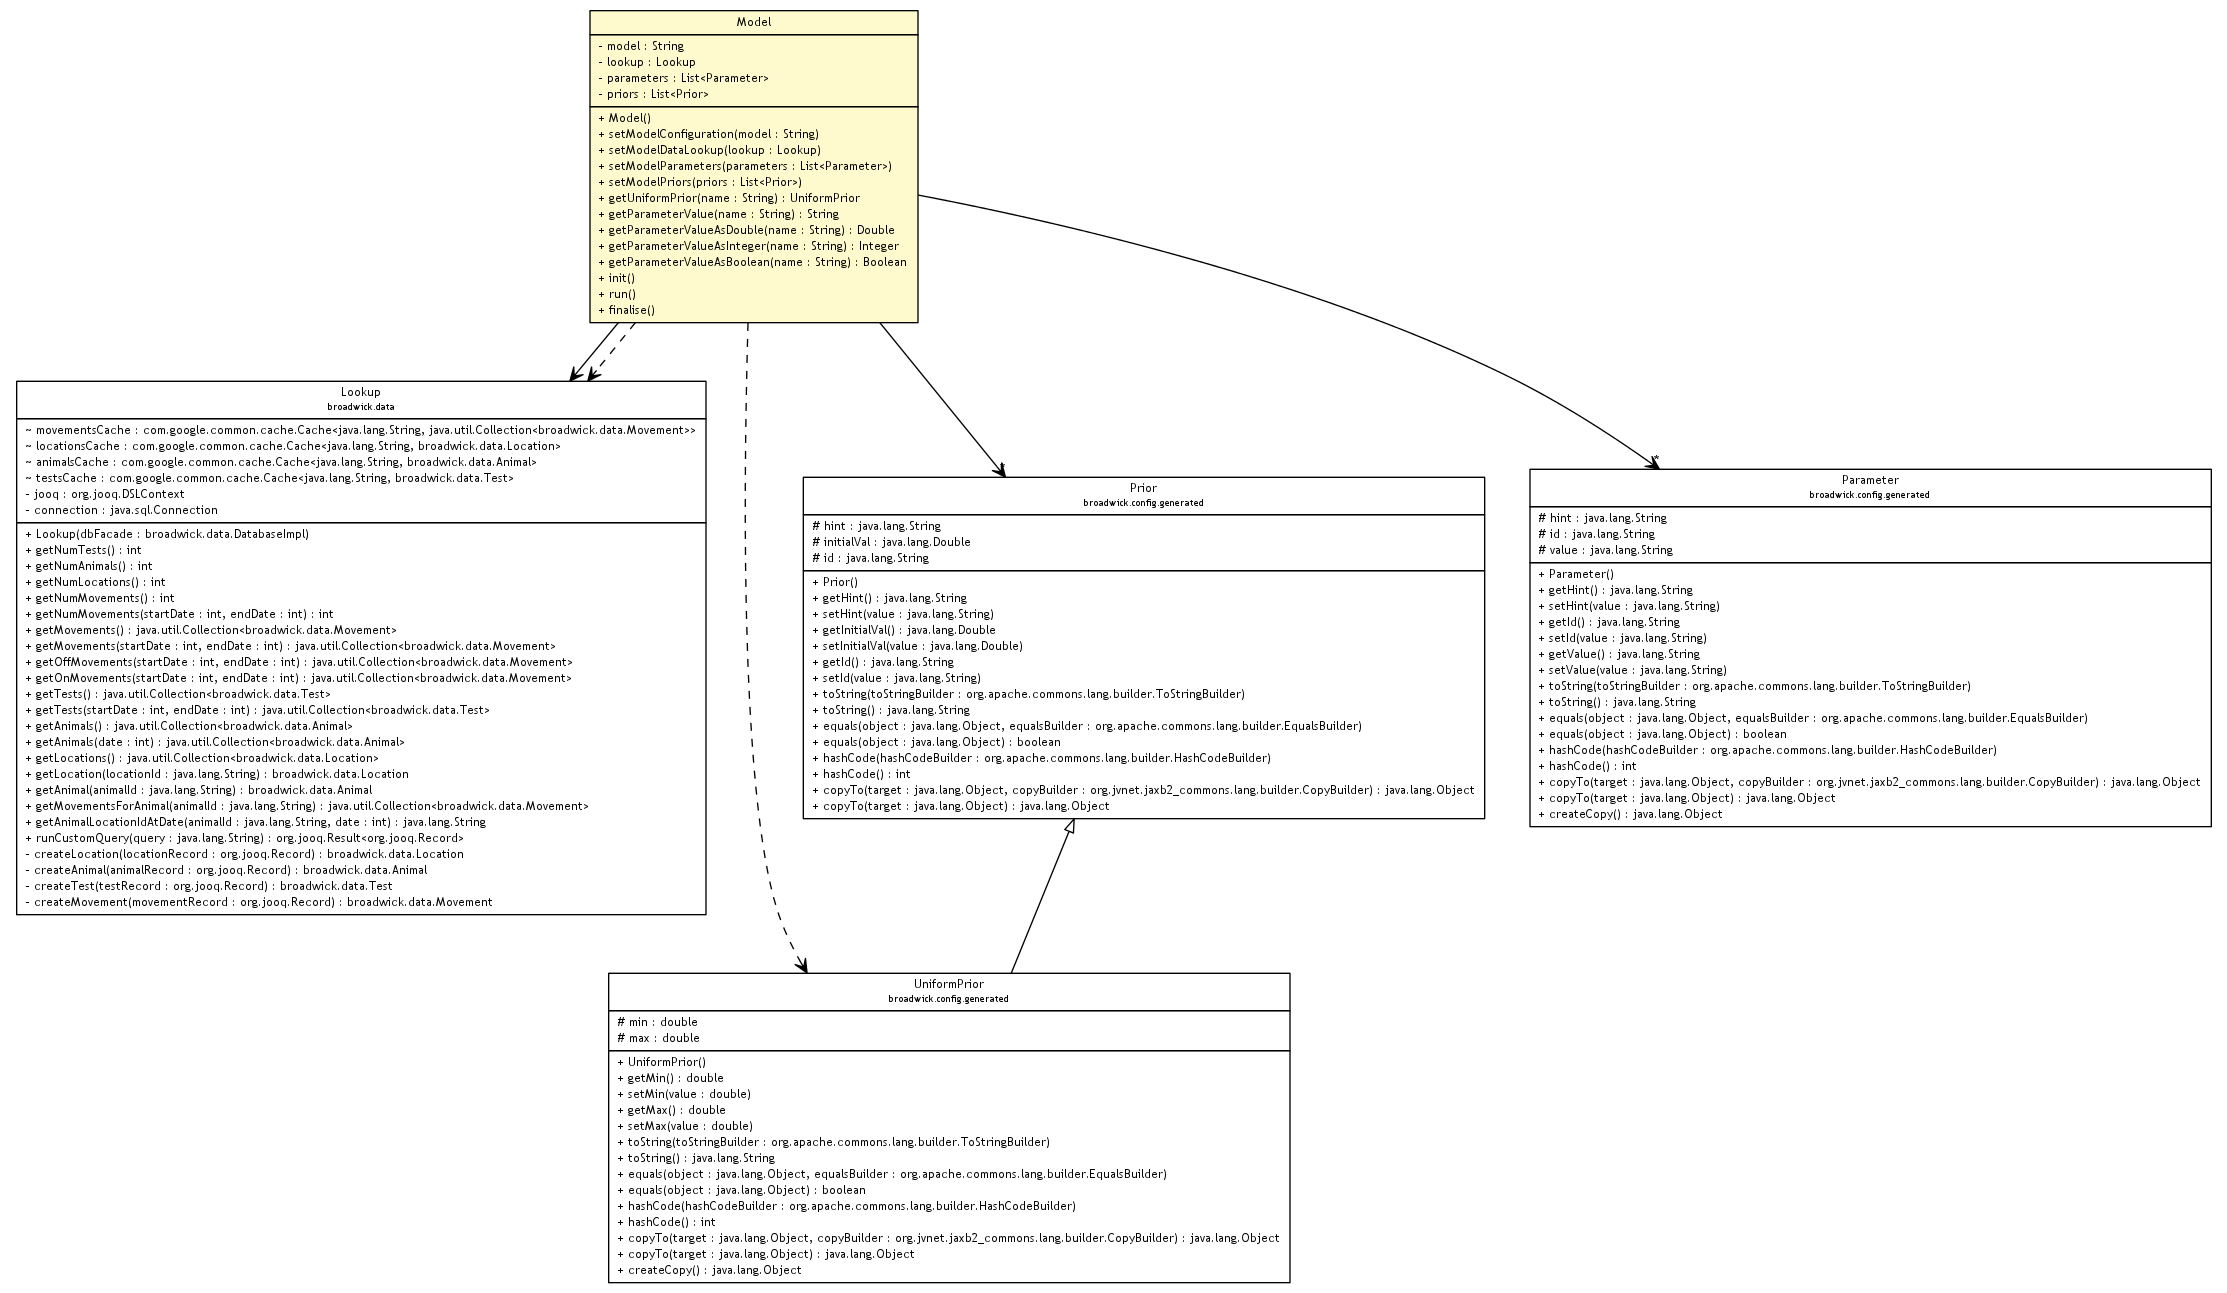 Model
- model : String
- lookup : Lookup
- parameters : List<Parameter>
- priors : List<Prior>
+ Model()
+ setModelConfiguration(model : String)
+ setModelDataLookup(lookup : Lookup)
+ setModelParameters(parameters : List<Parameter>)
+ setModelPriors(priors : List<Prior>)
+ getUniformPrior(name : String) : UniformPrior
+ getParameterValue(name : String) : String
+ getParameterValueAsDouble(name : String) : Double
+ getParameterValueAsInteger(name : String) : Integer
+ getParameterValueAsBoolean(name : String) : Boolean
+ init()
+ run()
+ finalise()
Lookup
broadwick.data
~ movementsCache : com.google.common.cache.Cache<java.lang.String, java.util.Collection<broadwick.data.Movement>>
~ locationsCache : com.google.common.cache.Cache<java.lang.String, broadwick.data.Location>
~ animalsCache : com.google.common.cache.Cache<java.lang.String, broadwick.data.Animal>
~ testsCache : com.google.common.cache.Cache<java.lang.String, broadwick.data.Test>
- jooq : org.jooq.DSLContext
- connection : java.sql.Connection
+ Lookup(dbFacade : broadwick.data.DatabaseImpl)
+ getNumTests() : int
+ getNumAnimals() : int
+ getNumLocations() : int
+ getNumMovements() : int
+ getNumMovements(startDate : int, endDate : int) : int
+ getMovements() : java.util.Collection<broadwick.data.Movement>
+ getMovements(startDate : int, endDate : int) : java.util.Collection<broadwick.data.Movement>
+ getOffMovements(startDate : int, endDate : int) : java.util.Collection<broadwick.data.Movement>
+ getOnMovements(startDate : int, endDate : int) : java.util.Collection<broadwick.data.Movement>
+ getTests() : java.util.Collection<broadwick.data.Test>
+ getTests(startDate : int, endDate : int) : java.util.Collection<broadwick.data.Test>
+ getAnimals() : java.util.Collection<broadwick.data.Animal>
+ getAnimals(date : int) : java.util.Collection<broadwick.data.Animal>
+ getLocations() : java.util.Collection<broadwick.data.Location>
+ getLocation(locationId : java.lang.String) : broadwick.data.Location
+ getAnimal(animalId : java.lang.String) : broadwick.data.Animal
+ getMovementsForAnimal(animalId : java.lang.String) : java.util.Collection<broadwick.data.Movement>
+ getAnimalLocationIdAtDate(animalId : java.lang.String, date : int) : java.lang.String
+ runCustomQuery(query : java.lang.String) : org.jooq.Result<org.jooq.Record>
- createLocation(locationRecord : org.jooq.Record) : broadwick.data.Location
- createAnimal(animalRecord : org.jooq.Record) : broadwick.data.Animal
- createTest(testRecord : org.jooq.Record) : broadwick.data.Test
- createMovement(movementRecord : org.jooq.Record) : broadwick.data.Movement
*
Prior
broadwick.config.generated
# hint : java.lang.String
# initialVal : java.lang.Double
# id : java.lang.String
+ Prior()
+ getHint() : java.lang.String
+ setHint(value : java.lang.String)
+ getInitialVal() : java.lang.Double
+ setInitialVal(value : java.lang.Double)
+ getId() : java.lang.String
+ setId(value : java.lang.String)
+ toString(toStringBuilder : org.apache.commons.lang.builder.ToStringBuilder)
+ toString() : java.lang.String
+ equals(object : java.lang.Object, equalsBuilder : org.apache.commons.lang.builder.EqualsBuilder)
+ equals(object : java.lang.Object) : boolean
+ hashCode(hashCodeBuilder : org.apache.commons.lang.builder.HashCodeBuilder)
+ hashCode() : int
+ copyTo(target : java.lang.Object, copyBuilder : org.jvnet.jaxb2_commons.lang.builder.CopyBuilder) : java.lang.Object
+ copyTo(target : java.lang.Object) : java.lang.Object
*
Parameter
broadwick.config.generated
# hint : java.lang.String
# id : java.lang.String
# value : java.lang.String
+ Parameter()
+ getHint() : java.lang.String
+ setHint(value : java.lang.String)
+ getId() : java.lang.String
+ setId(value : java.lang.String)
+ getValue() : java.lang.String
+ setValue(value : java.lang.String)
+ toString(toStringBuilder : org.apache.commons.lang.builder.ToStringBuilder)
+ toString() : java.lang.String
+ equals(object : java.lang.Object, equalsBuilder : org.apache.commons.lang.builder.EqualsBuilder)
+ equals(object : java.lang.Object) : boolean
+ hashCode(hashCodeBuilder : org.apache.commons.lang.builder.HashCodeBuilder)
+ hashCode() : int
+ copyTo(target : java.lang.Object, copyBuilder : org.jvnet.jaxb2_commons.lang.builder.CopyBuilder) : java.lang.Object
+ copyTo(target : java.lang.Object) : java.lang.Object
+ createCopy() : java.lang.Object
UniformPrior
broadwick.config.generated
# min : double
# max : double
+ UniformPrior()
+ getMin() : double
+ setMin(value : double)
+ getMax() : double
+ setMax(value : double)
+ toString(toStringBuilder : org.apache.commons.lang.builder.ToStringBuilder)
+ toString() : java.lang.String
+ equals(object : java.lang.Object, equalsBuilder : org.apache.commons.lang.builder.EqualsBuilder)
+ equals(object : java.lang.Object) : boolean
+ hashCode(hashCodeBuilder : org.apache.commons.lang.builder.HashCodeBuilder)
+ hashCode() : int
+ copyTo(target : java.lang.Object, copyBuilder : org.jvnet.jaxb2_commons.lang.builder.CopyBuilder) : java.lang.Object
+ copyTo(target : java.lang.Object) : java.lang.Object
+ createCopy() : java.lang.Object